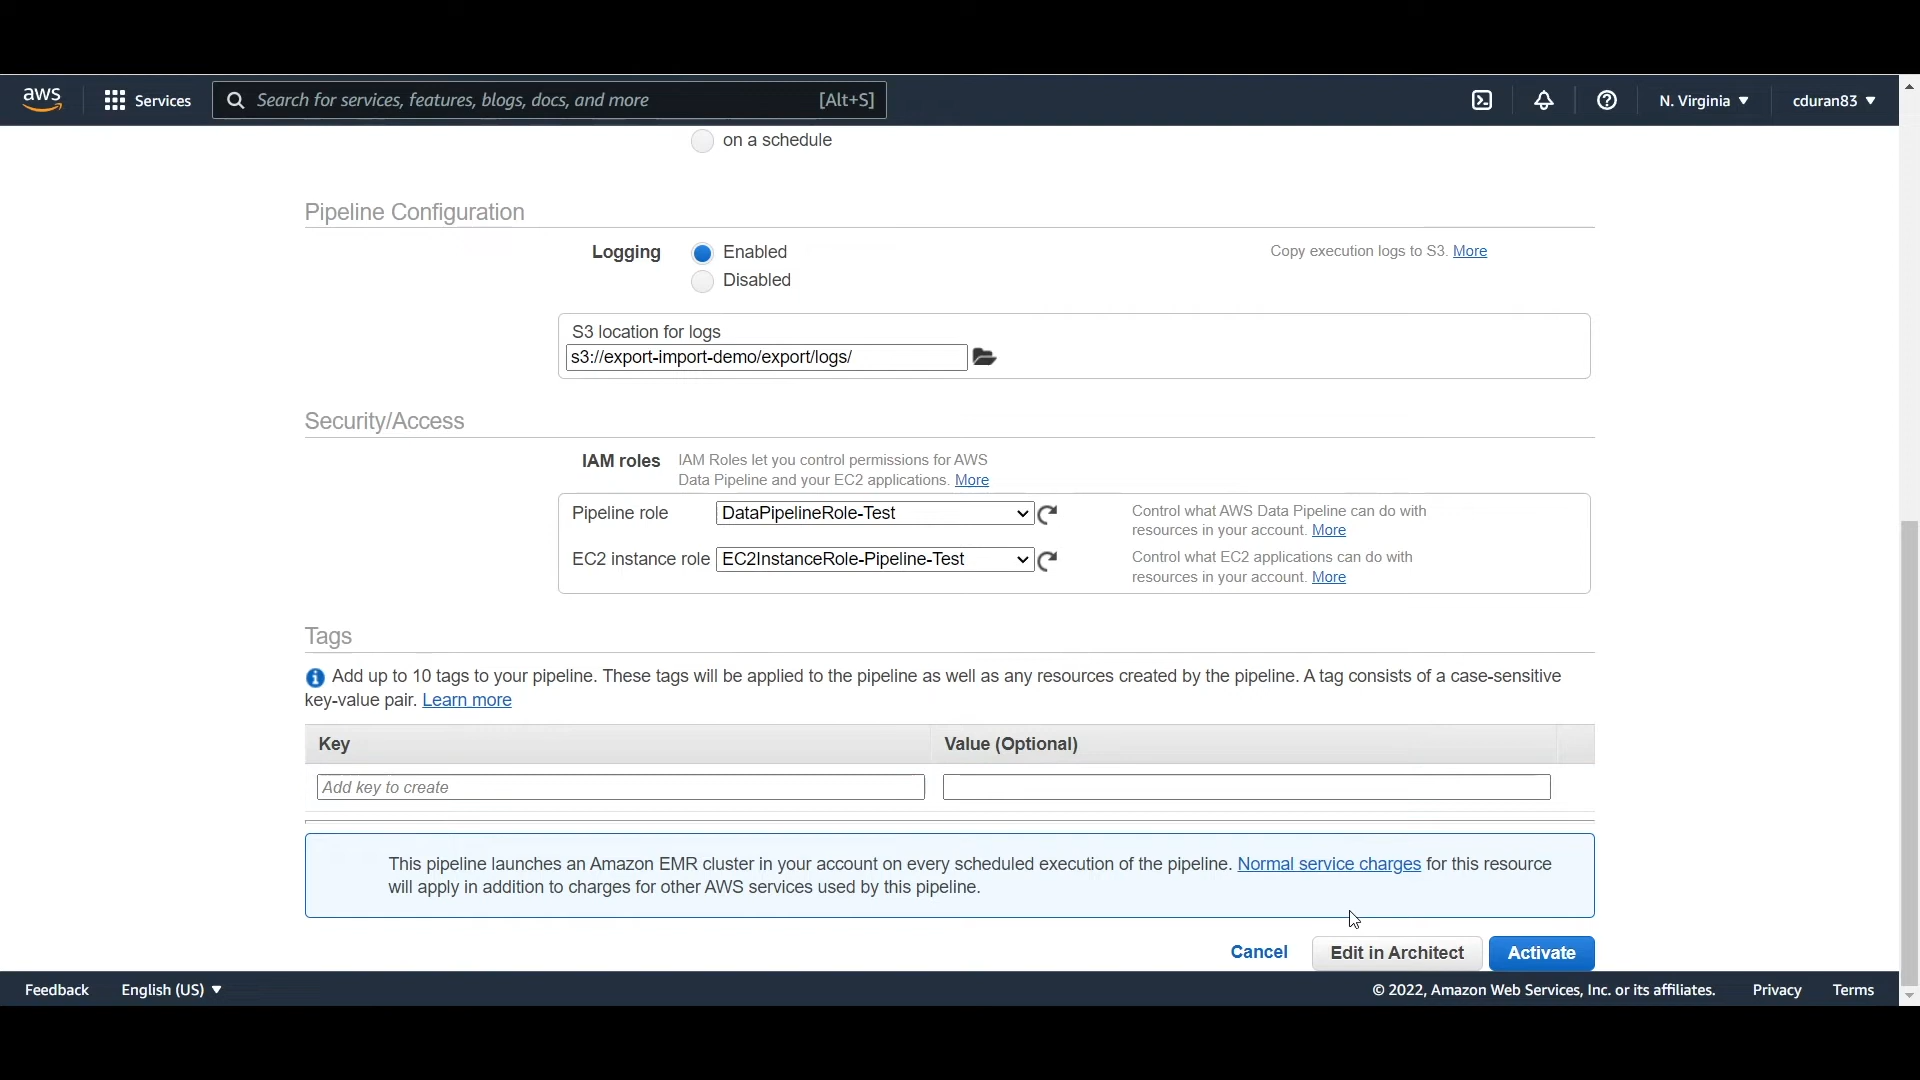 aws
Services
Search for services, features, blogs, docs, and more
[Alt+S]
N. Virginia
cduran83
on a schedule
Pipeline Configuration
Logging
Enabled
Copy execution logs to S3. More
Disabled
S3 location for logs
s3://export-import-demo/export/logs/
Security/Access
IAM roles
IAM Roles let you control permissions for AWS
Data Pipeline and your EC2 applications. More
Pipeline role
DataPipelineRole-Test
Control what AWS Data Pipeline can do with
resources in your account. More
EC2 instance role
EC2InstanceRole-Pipeline-Test
Control what EC2 applications can do with
resources in your account. More
Tags
Add up to 10 tags to your pipeline. These tags will be applied to the pipeline as well as any resources created by the pipeline. A tag consists of a case-sensitive
key-value pair. Learn more
Key
Value (Optional)
Add key to create
This pipeline launches an Amazon EMR cluster in your account on every scheduled execution of the pipeline. Normal service charges for this resource
will apply in addition to charges for other AWS services used by this pipeline.
Cancel
Edit in Architect
Activate
Feedback
English (US)
© 2022, Amazon Web Services, Inc. or its affiliates.
Privacy
Terms